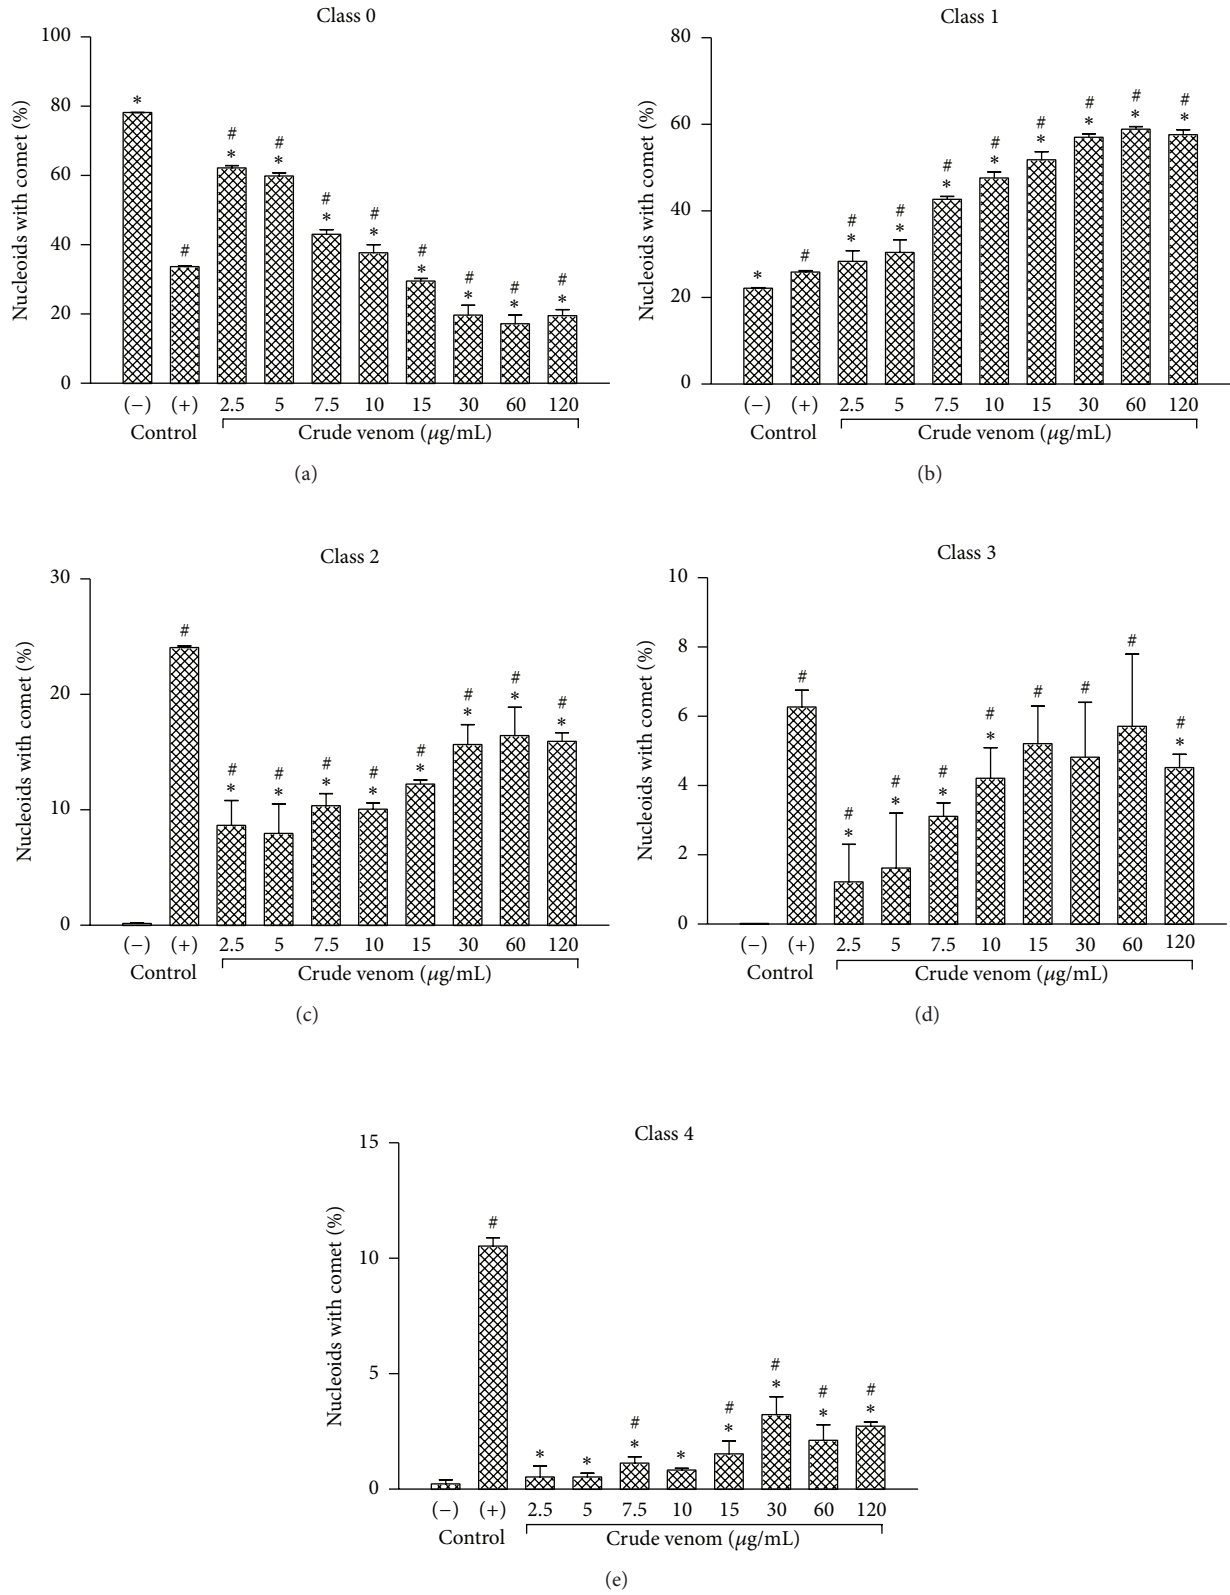 Class 0
100
80
60
40
20
0
Nucleoids with comet (%)
*
#
# *
# *
# *
# *
# *
# *
# *
# *
(−) (+) 2.5 5 7.5 10 15 30 60 120
Control Crude venom (μg/mL)
(a)
Class 1
80
60
40
20
0
Nucleoids with comet (%)
*
#
# *
# *
# *
# *
# *
# *
# *
# *
(−) (+) 2.5 5 7.5 10 15 30 60 120
Control Crude venom (μg/mL)
(b)
Class 2
30
20
10
0
Nucleoids with comet (%)
#
# *
# *
# *
# *
# *
# *
# *
# *
(−) (+) 2.5 5 7.5 10 15 30 60 120
Control Crude venom (μg/mL)
(c)
Class 3
10
8
6
4
2
0
Nucleoids with comet (%)
#
# *
# *
# *
# *
#
#
#
# *
(−) (+) 2.5 5 7.5 10 15 30 60 120
Control Crude venom (μg/mL)
(d)
Class 4
15
10
5
0
Nucleoids with comet (%)
#
*
*
# *
*
# *
# *
# *
# *
(−) (+) 2.5 5 7.5 10 15 30 60 120
Control Crude venom (μg/mL)
(e)